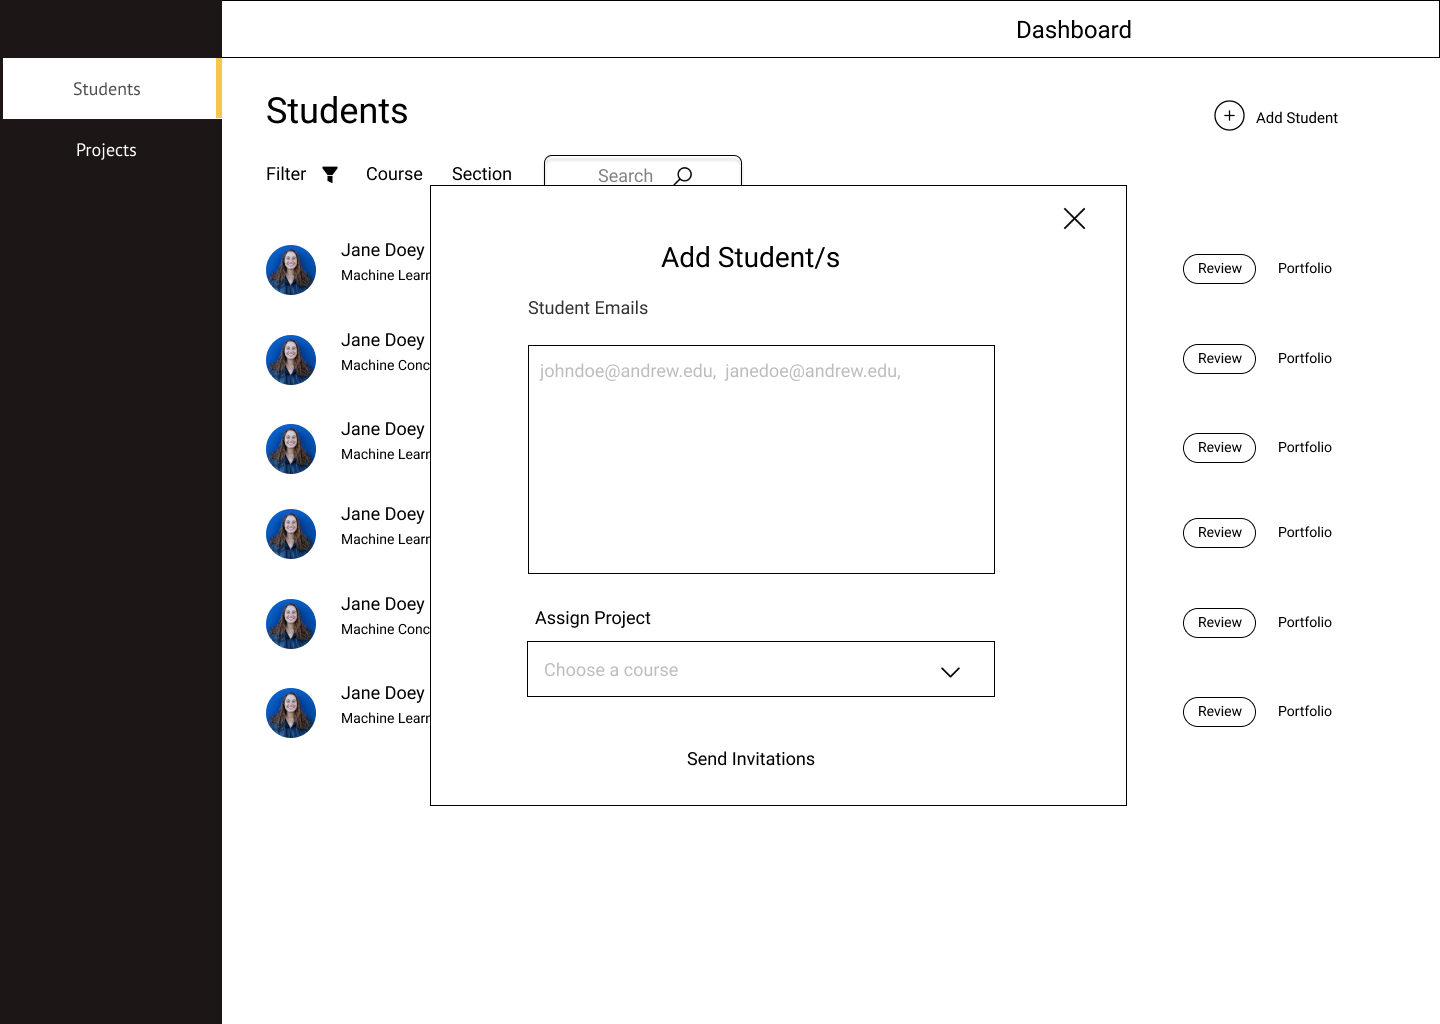 Dashboard
Students
Projects
Students
Add Student
Filter Course Section Search
Add Student/s
Student Emails
johndoe@andrew.edu, janedoe@andrew.edu,
Assign Project
Choose a course
Send Invitations
Jane Doey
Machine Learn
Review Portfolio
Jane Doey
Machine Conc
Review Portfolio
Jane Doey
Machine Learn
Review Portfolio
Jane Doey
Machine Learn
Review Portfolio
Jane Doey
Machine Conc
Review Portfolio
Jane Doey
Machine Learn
Review Portfolio